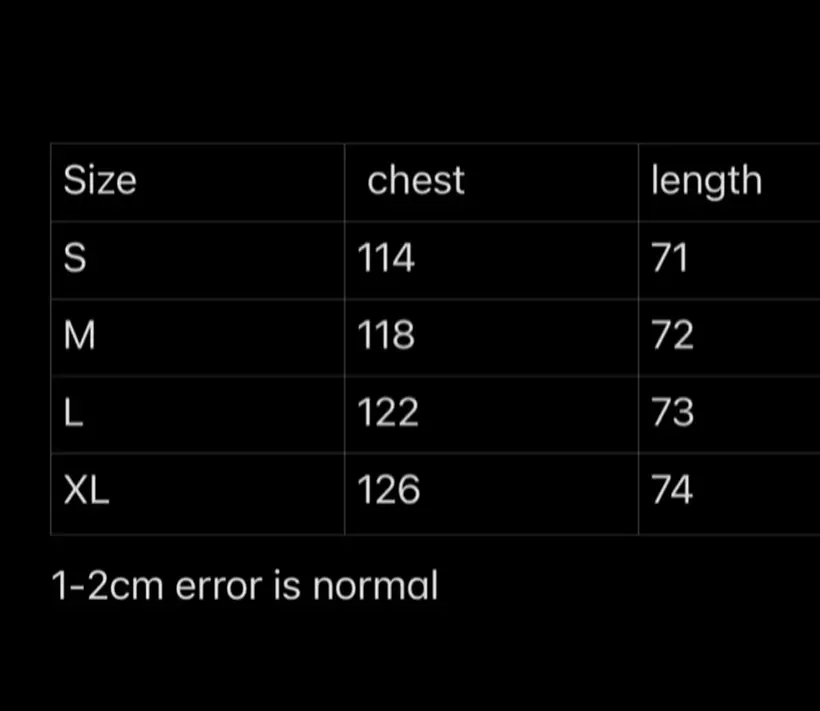 Size chest length
S 114 71
M 118 72
L 122 73
XL 126 74
1-2cm error is normal